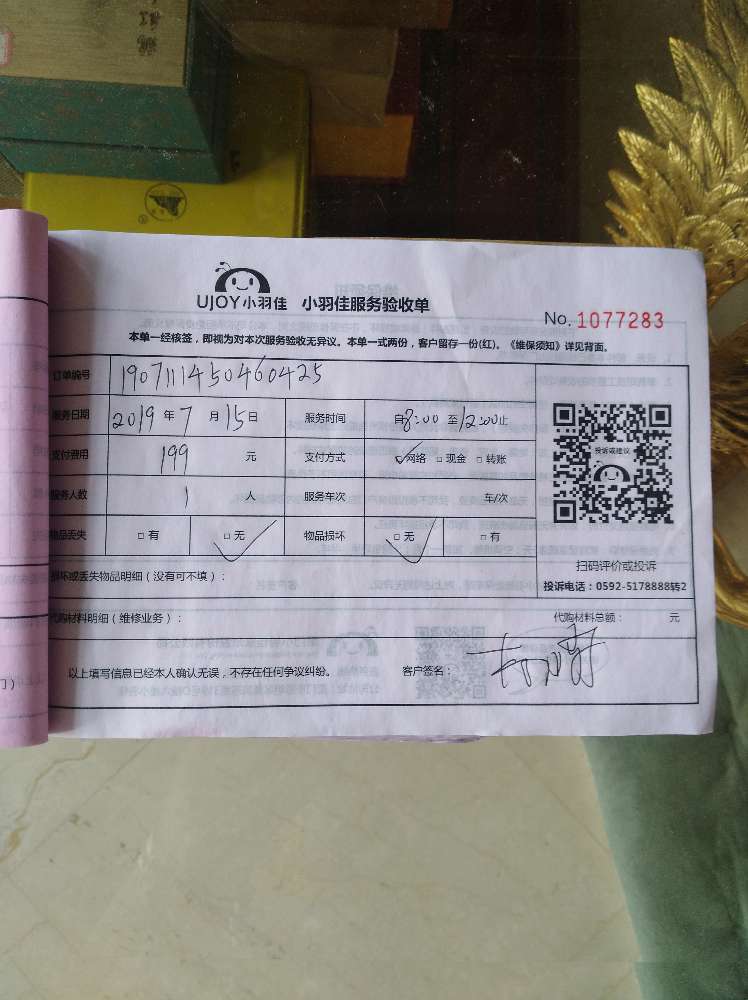 UJOY小羽佳 小羽佳服务验收单
No. 1077283
本单一经核签，即视为对本次服务验收无异议。本单一式两份，客户留存一份(红)。《维保须知》详见背面。
订单编号 1907111450460425
服务日期 2019 年 7 月 15 日 服务时间 自8:00 至12:00止
支付费用 199 元 支付方式 ☑网络 □现金 □转账
服务人数 1 人 服务车次 车/次
物品丢失 □有 ☑无 物品损坏 ☑无 □有
投诉或建议
扫码评价或投诉
投诉电话：0592-5178888转2
损坏或丢失物品明细（没有可不填）：
代购材料明细（维修业务）： 代购材料总额： 元
以上填写信息已经本人确认无误，不存在任何争议纠纷。 客户签名：